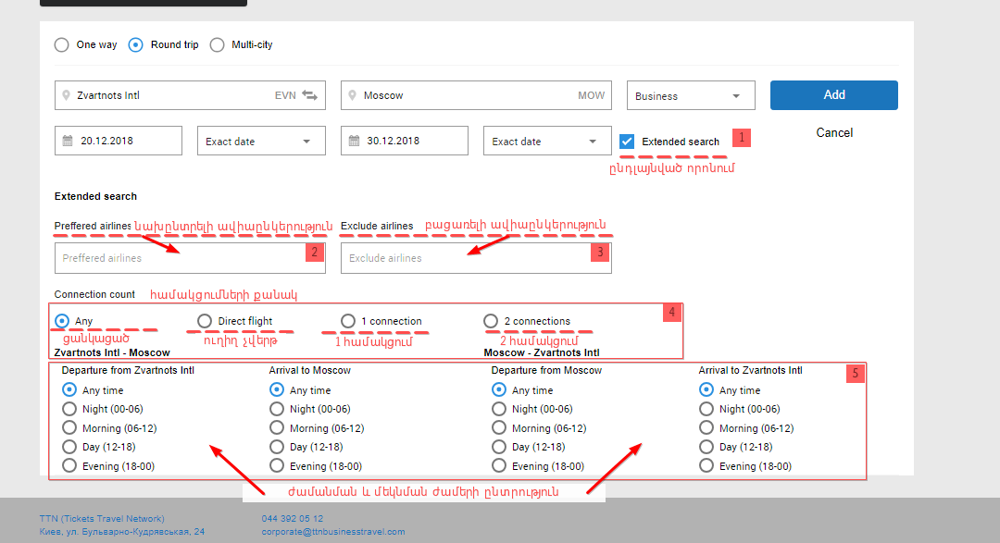 One way Round trip Multi-city
Zvartnots Intl EVN Moscow MOW Business Add
20.12.2018 Exact date 30.12.2018 Exact date Extended search 1 Cancel
ընդլայնված որոնում
Extended search
Preffered airlines նախընտրելի ավիաընկերություն Exclude airlines բացառելի ավիաընկերություն
Preffered airlines 2 Exclude airlines 3
Connection count համակցումների քանակ
Any Direct flight 1 connection 2 connections 4
ցանկացած ուղիղ չվերթ 1 համակցում 2 համակցում
Zvartnots Intl - Moscow Moscow - Zvartnots Intl
Departure from Zvartnots Intl Arrival to Moscow Departure from Moscow Arrival to Zvartnots Intl 5
Any time Any time Any time Any time
Night (00-06) Night (00-06) Night (00-06) Night (00-06)
Morning (06-12) Morning (06-12) Morning (06-12) Morning (06-12)
Day (12-18) Day (12-18) Day (12-18) Day (12-18)
Evening (18-00) Evening (18-00) Evening (18-00) Evening (18-00)
ժամանման և մեկնման ժամերի ընտրություն
TTN (Tickets Travel Network) 044 392 05 12
Киев, ул. Бульварно-Кудрявськая, 24 corporate@ttnbusinesstravel.com